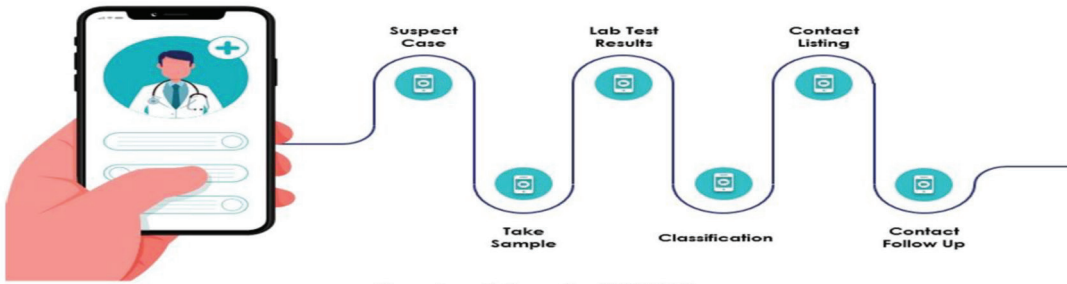 Suspect
Case
Take
Sample
Lab Test
Results
Classification
Contact
Listing
Contact
Follow Up